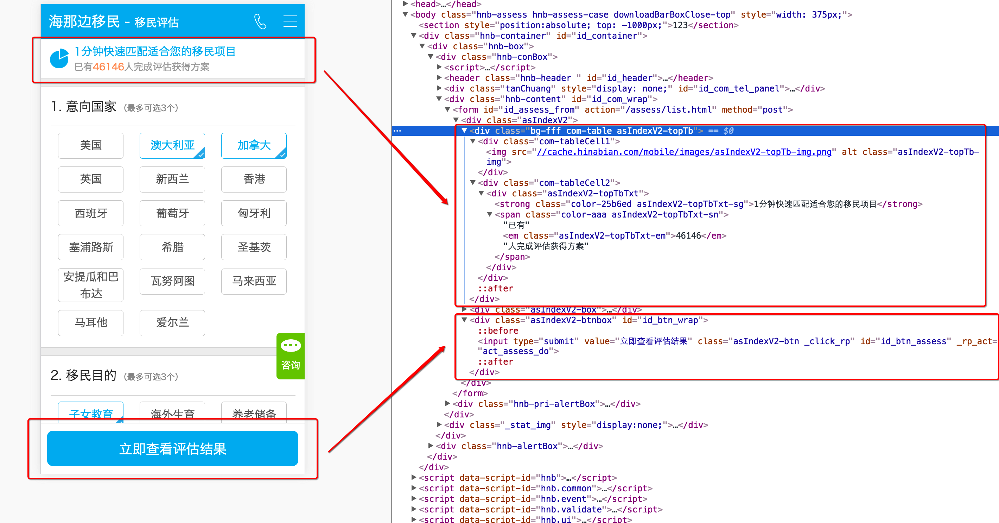 海那边移民 - 移民评估
1分钟快速匹配适合您的移民项目
已有46146人完成评估获得方案
1. 意向国家 (最多可选3个)
美国
澳大利亚
加拿大
英国
新西兰
香港
西班牙
葡萄牙
匈牙利
塞浦路斯
希腊
圣基茨
安提瓜和巴
布达
瓦努阿图
马来西亚
马耳他
爱尔兰
咨询
2. 移民目的 (最多可选3个)
子女教育
海外生育
养老储备
立即查看评估结果
<head>…</head>
<body class="hnb-assess hnb-assess-case downloadBarBoxClose-top" style="width: 375px;">
<section style="position:absolute; top: -1000px;">123</section>
<div class="hnb-container" id="id_container">
<div class="hnb-box">
<div class="hnb-conBox">
<script>…</script>
<header class="hnb-header " id="id_header">…</header>
<div class="tanChuang" style="display: none;" id="id_com_tel_panel">…</div>
<div class="hnb-content" id="id_com_wrap">
<form id="id_assess_from" action="/assess/list.html" method="post">
<div class="asIndexV2">
… <div class="bg-fff com-table asIndexV2-topTb"> == $0
<div class="com-tableCell1">
<img src="//cache.hinabian.com/mobile/images/asIndexV2-topTb-img.png" alt class="asIndexV2-topTb-
img">
</div>
<div class="com-tableCell2">
<div class="asIndexV2-topTbTxt">
<strong class="color-25b6ed asIndexV2-topTbTxt-sg">1分钟快速匹配适合您的移民项目</strong>
<span class="color-aaa asIndexV2-topTbTxt-sn">
"已有"
<em class="asIndexV2-topTbTxt-em">46146</em>
"人完成评估获得方案"
</span>
</div>
</div>
::after
</div>
<div class="asIndexV2-box">…</div>
<div class="asIndexV2-btnbox" id="id_btn_wrap">
::before
<input type="submit" value="立即查看评估结果" class="asIndexV2-btn _click_rp" id="id_btn_assess" _rp_act=
"act_assess_do">
::after
</div>
</div>
</form>
<div class="hnb-pri-alertBox">…</div>
</div>
<div class="_stat_img" style="display:none;">…</div>
</div>
<div class="hnb-alertBox">…</div>
</div>
</div>
<script data-script-id="hnb">…</script>
<script data-script-id="hnb.common">…</script>
<script data-script-id="hnb.event">…</script>
<script data-script-id="hnb.validate">…</script>
<script data-script-id="hnb.ui">…</script>